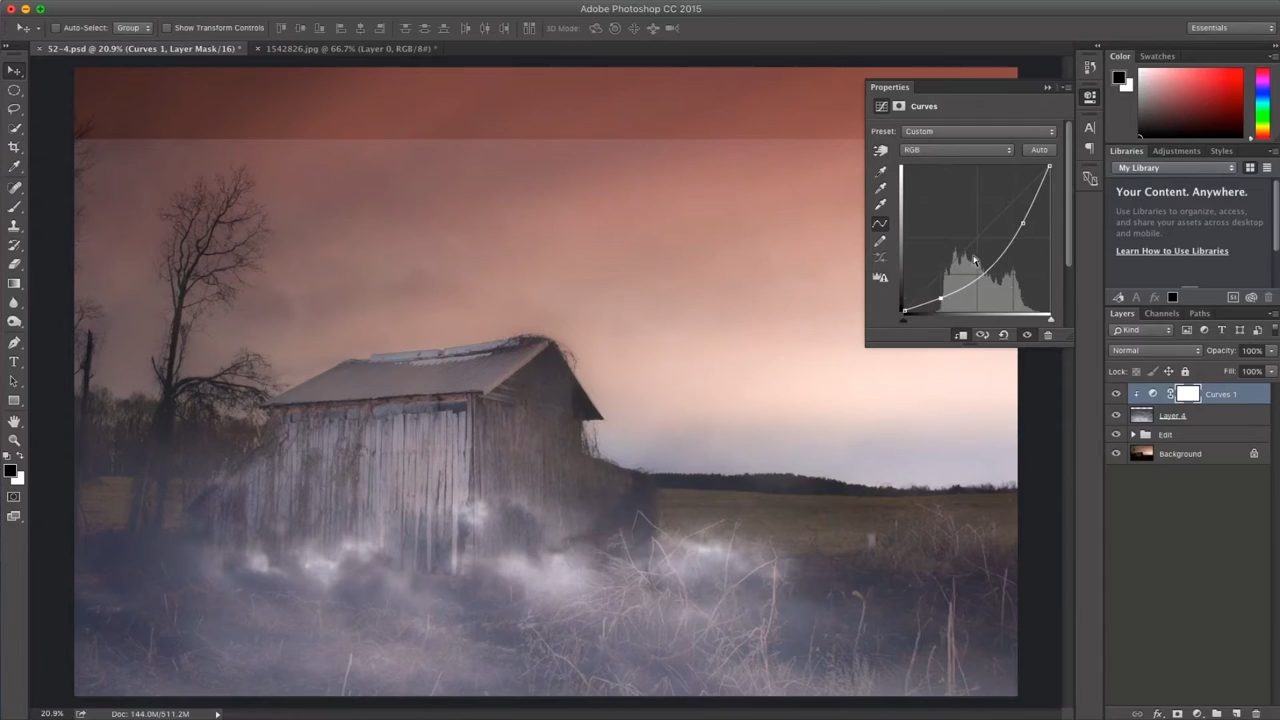 Adobe Photoshop CC 2015
Auto-Select: Group Show Transform Controls 3D Mode: Essentials
52-4.psd @ 20.9% (Curves 1, Layer Mask/16) * 1542826.jpg @ 66.7% (Layer 0, RGB/8#) *
Properties
Curves
Preset: Custom
RGB Auto
Color Swatches
Libraries Adjustments Styles
My Library
Your Content. Anywhere.
Use Libraries to organize, access,
and share your assets across desktop
and mobile.
Learn How to Use Libraries
Layers Channels Paths
Kind
Normal Opacity: 100%
Lock: Fill: 100%
Curves 1
Layer 4
Edit
Background
20.9% Doc: 144.0M/511.2M